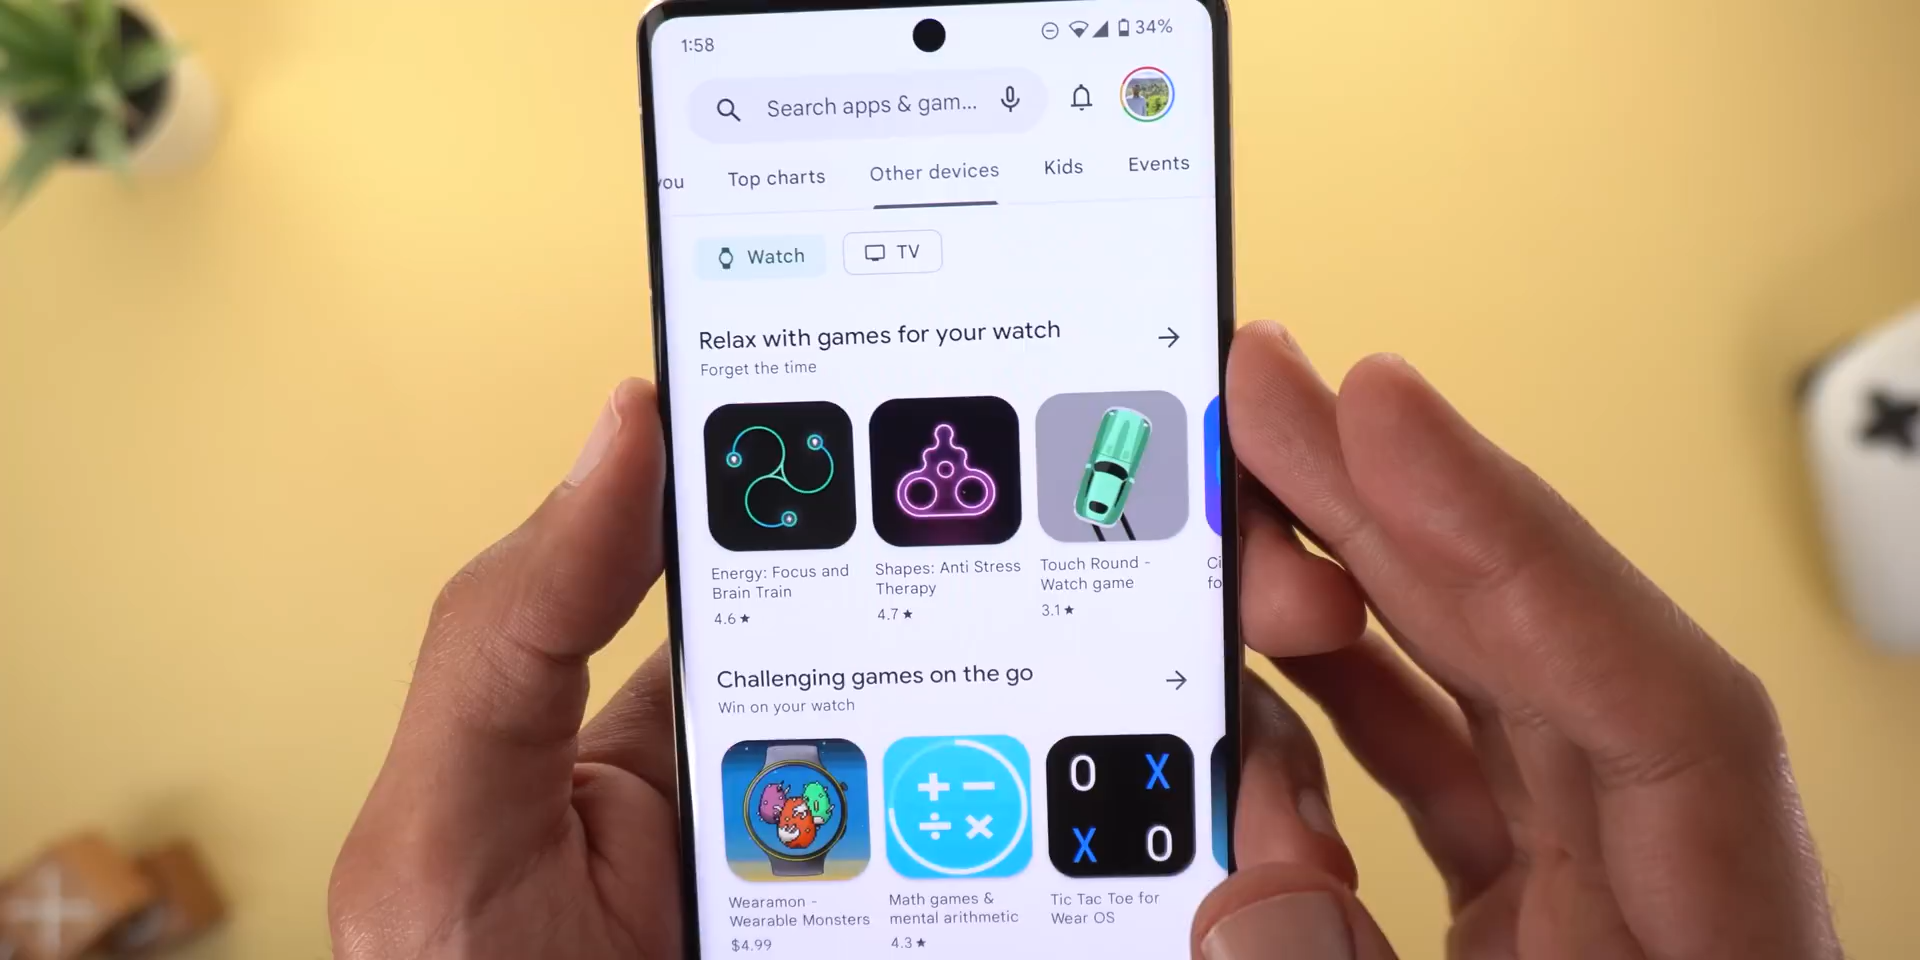 1:58
34%
Search apps & gam...
you
Top charts
Other devices
Kids
Events
Watch
TV
Relax with games for your watch
Forget the time
Energy: Focus and
Brain Train
4.6★
Shapes: Anti Stress
Therapy
4.7★
Touch Round -
Watch game
3.1★
Ci
fo
Challenging games on the go
Win on your watch
O X
X O
Wearamon -
Wearable Monsters
$4.99
Math games &
mental arithmetic
4.3★
Tic Tac Toe for
Wear OS